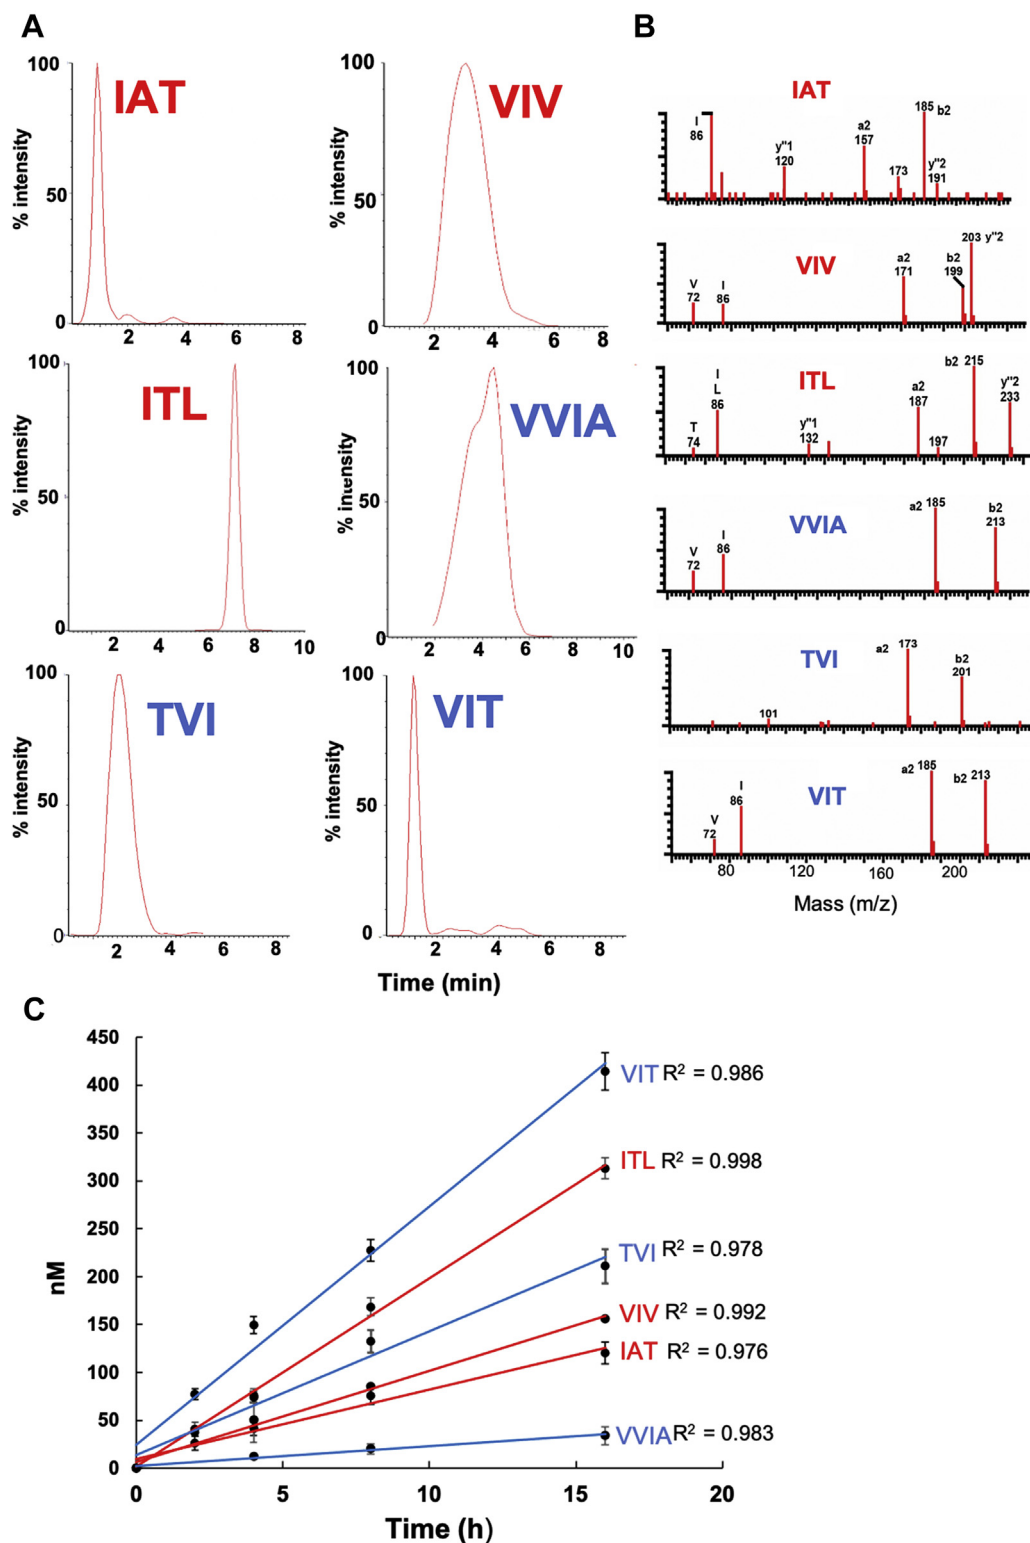 A
100
50
0
% intensity
IAT
2 4 6 8
100
50
0
% intensity
VIV
2 4 6 8
100
50
0
% intensity
ITL
2 4 6 8 10
100
50
0
% intensity
VVIA
2 4 6 8 10
100
50
0
% intensity
TVI
2 4 6 8
100
50
0
% intensity
VIT
2 4 6 8
Time (min)
B
IAT
I
86
y"1
120
a2
157
173
185 b2
y"2
191
VIV
V
72
I
86
a2
171
b2
199
203 y"2
ITL
T
74
I
L
86
y"1
132
a2
187
197
b2 215
y"2
233
VVIA
V
72
I
86
a2 185
b2
213
TVI
101
a2 173
b2
201
VIT
V
72
I
86
a2 185
b2 213
80 120 160 200
Mass (m/z)
C
450
400
350
300
250
200
150
100
50
0
nM
VIT R² = 0.986
ITL R² = 0.998
TVI R² = 0.978
VIV R² = 0.992
IAT R² = 0.976
VVIA R² = 0.983
0 5 10 15 20
Time (h)